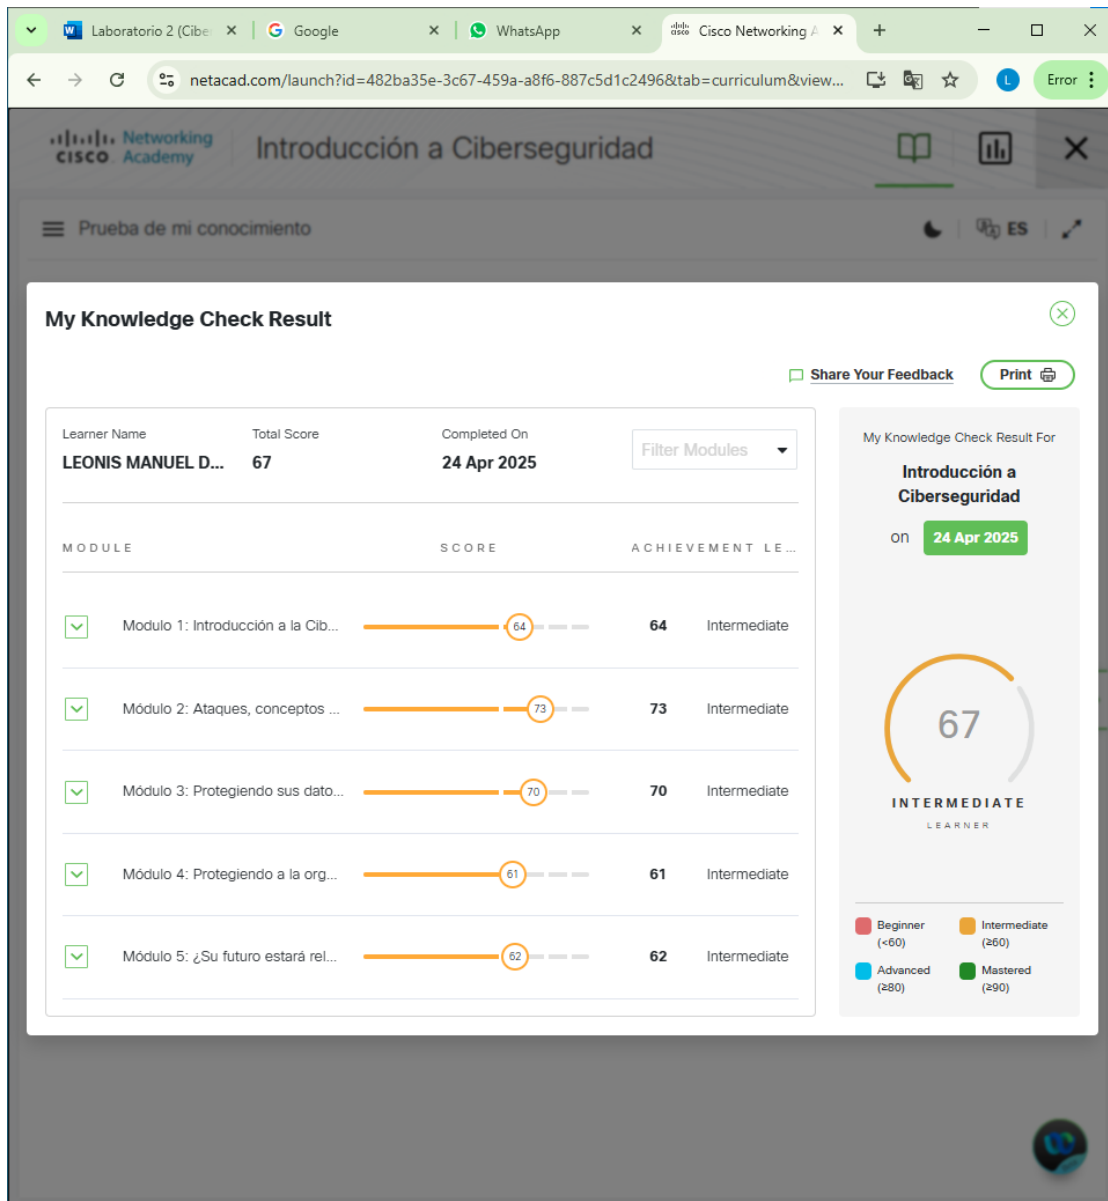 Laboratorio 2 (Cibe
Google
WhatsApp
Cisco Networking A
netacad.com/launch?id=482ba35e-3c67-459a-a8f6-887c5d1c2496&tab=curriculum&view...
L
Error
CISCO Networking Academy
Introducción a Ciberseguridad
Prueba de mi conocimiento
ES
My Knowledge Check Result
Share Your Feedback
Print
Learner Name
Total Score
Completed On
LEONIS MANUEL D...
67
24 Apr 2025
Filter Modules
MODULE
SCORE
ACHIEVEMENT LE...
Modulo 1: Introducción a la Cib...
64
64
Intermediate
Módulo 2: Ataques, conceptos ...
73
73
Intermediate
Módulo 3: Protegiendo sus dato...
70
70
Intermediate
Módulo 4: Protegiendo a la org...
61
61
Intermediate
Módulo 5: ¿Su futuro estará rel...
62
62
Intermediate
My Knowledge Check Result For
Introducción a
Ciberseguridad
on
24 Apr 2025
67
INTERMEDIATE
LEARNER
Beginner
(<60)
Intermediate
(≥60)
Advanced
(≥80)
Mastered
(≥90)